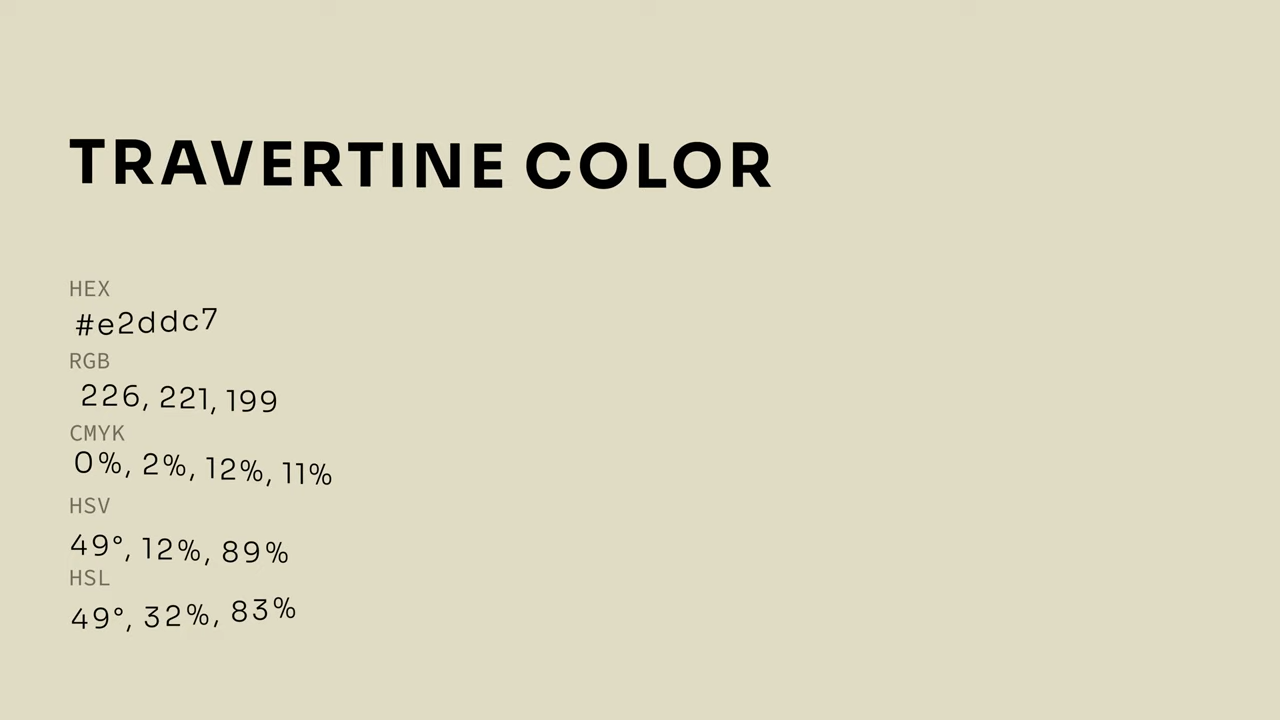 TRAVERTINE COLOR
HEX
#e2ddc7
RGB
226, 221, 199
CMYK
0%, 2%, 12%, 11%
HSV
49°, 12%, 89%
HSL
49°, 32%, 83%